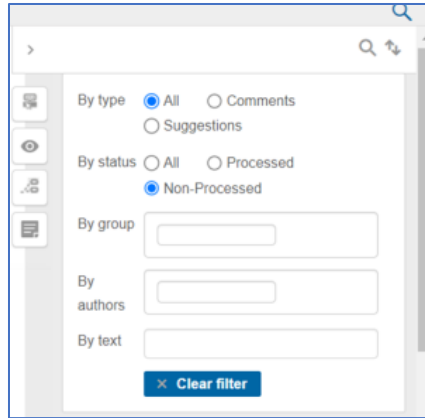 By type All Comments
Suggestions
By status All Processed
Non-Processed
By group
By
authors
By text
× Clear filter